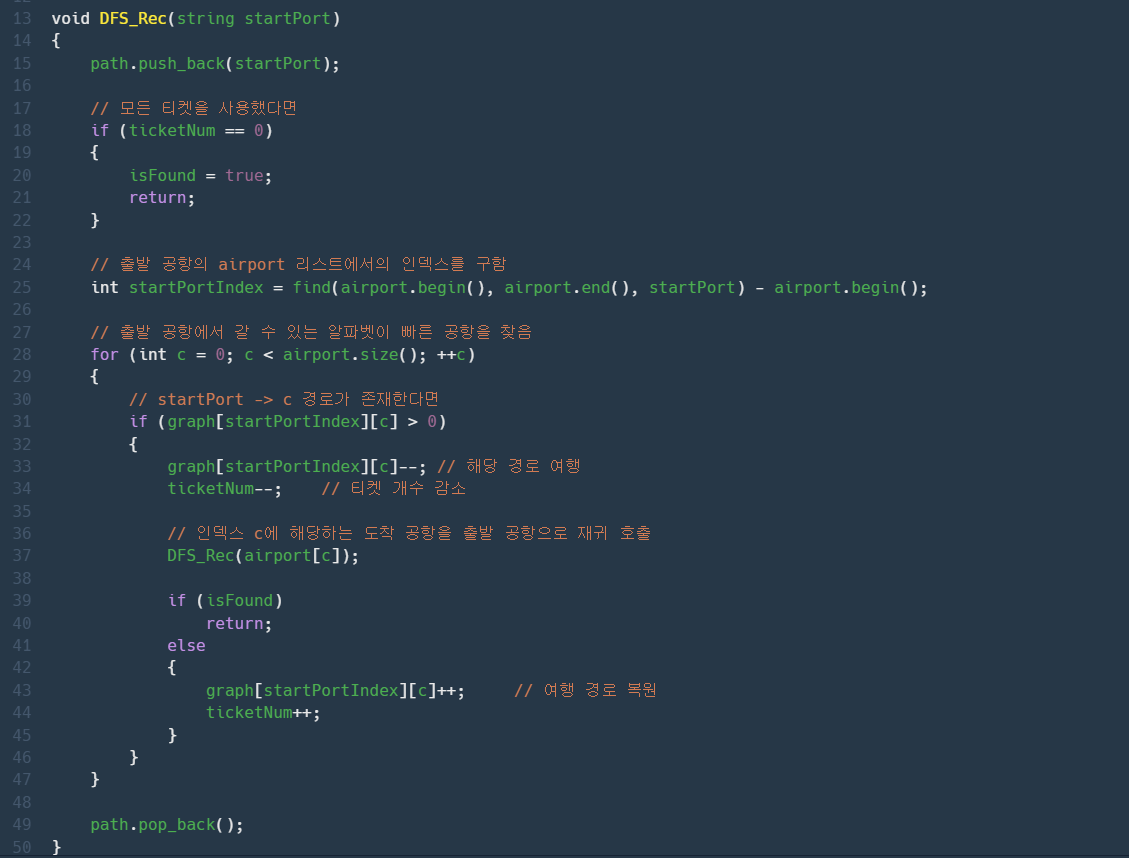 13 void DFS_Rec(string startPort)
14 {
15     path.push_back(startPort);
16
17     // 모든 티켓을 사용했다면
18     if (ticketNum == 0)
19     {
20         isFound = true;
21         return;
22     }
23
24     // 출발 공항의 airport 리스트에서의 인덱스를 구함
25     int startPortIndex = find(airport.begin(), airport.end(), startPort) - airport.begin();
26
27     // 출발 공항에서 갈 수 있는 알파벳이 빠른 공항을 찾음
28     for (int c = 0; c < airport.size(); ++c)
29     {
30         // startPort -> c 경로가 존재한다면
31         if (graph[startPortIndex][c] > 0)
32         {
33             graph[startPortIndex][c]--; // 해당 경로 여행
34             ticketNum--;    // 티켓 개수 감소
35
36             // 인덱스 c에 해당하는 도착 공항을 출발 공항으로 재귀 호출
37             DFS_Rec(airport[c]);
38
39             if (isFound)
40                 return;
41             else
42             {
43                 graph[startPortIndex][c]++;     // 여행 경로 복원
44                 ticketNum++;
45             }
46         }
47     }
48
49     path.pop_back();
50 }